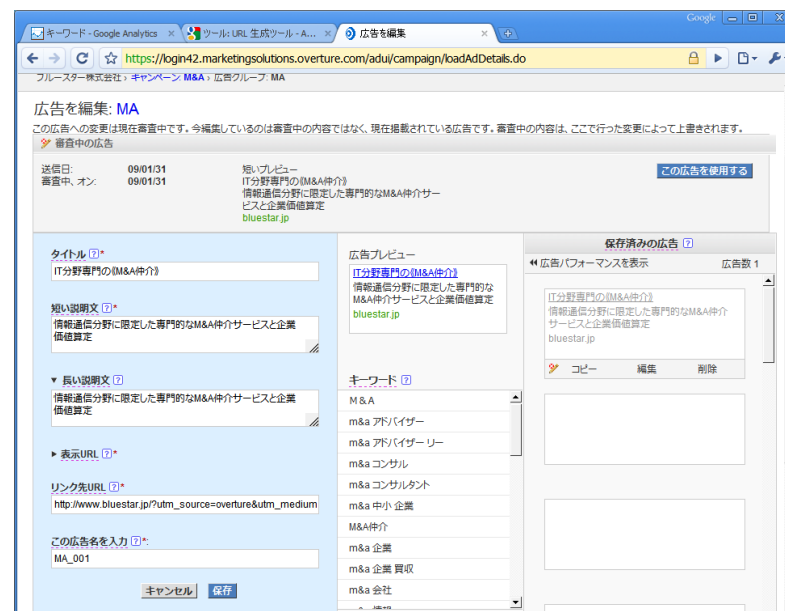 Google
キーワード - Google Analytics
ツール: URL 生成ツール - A...
広告を編集
https://login42.marketingsolutions.overture.com/adui/campaign/loadAdDetails.do
ブルースター株式会社 › キャンペーン: M&A › 広告グループ: MA
広告を編集: MA
この広告への変更は現在審査中です。今編集しているのは審査中の内容ではなく、現在掲載されている広告です。審査中の内容は、ここで行った変更によって上書きされます。
審査中の広告
送信日: 09/01/31
審査中、オン: 09/01/31
短いプレビュー
IT分野専門の《M&A仲介》
情報通信分野に限定した専門的なM&A仲介サー
ビスと企業価値算定
bluestar.jp
この広告を使用する
タイトル ?*
IT分野専門の《M&A仲介》
短い説明文 ?*
情報通信分野に限定した専門的なM&A仲介サービスと企業
価値算定
▼ 長い説明文 ?
情報通信分野に限定した専門的なM&A仲介サービスと企業
価値算定
▶ 表示URL ?*
リンク先URL ?*
http://www.bluestar.jp/?utm_source=overture&utm_medium
この広告名を入力 ?*:
MA_001
キャンセル 保存
広告プレビュー
IT分野専門の《M&A仲介》
情報通信分野に限定した専門的な
M&A仲介サービスと企業価値算定
bluestar.jp
キーワード ?
M & A
m&a アドバイザー
m&a アドバイザー リー
m&a コンサル
m&a コンサルタント
m&a 中小 企業
M&A仲介
m&a 企業
m&a 企業 買収
m&a 会社
保存済みの広告 ?
広告パフォーマンスを表示 広告数 1
IT分野専門の《M&A仲介》
情報通信分野に限定した専門的なM&A仲介
サービスと企業価値算定
bluestar.jp
コピー 編集 削除